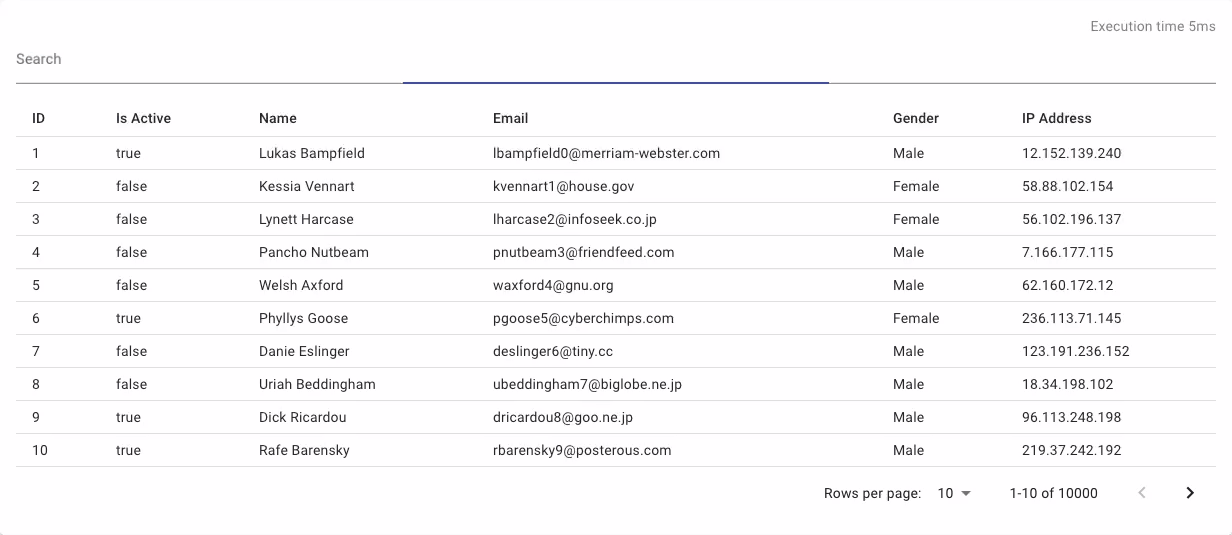 Execution time 5ms
Search
ID Is Active Name Email Gender IP Address
1 true Lukas Bampfield lbampfield0@merriam-webster.com Male 12.152.139.240
2 false Kessia Vennart kvennart1@house.gov Female 58.88.102.154
3 false Lynett Harcase lharcase2@infoseek.co.jp Female 56.102.196.137
4 false Pancho Nutbeam pnutbeam3@friendfeed.com Male 7.166.177.115
5 false Welsh Axford waxford4@gnu.org Male 62.160.172.12
6 true Phyllys Goose pgoose5@cyberchimps.com Female 236.113.71.145
7 false Danie Eslinger deslinger6@tiny.cc Male 123.191.236.152
8 false Uriah Beddingham ubeddingham7@biglobe.ne.jp Male 18.34.198.102
9 true Dick Ricardou dricardou8@goo.ne.jp Male 96.113.248.198
10 true Rafe Barensky rbarensky9@posterous.com Male 219.37.242.192
Rows per page: 10 1-10 of 10000